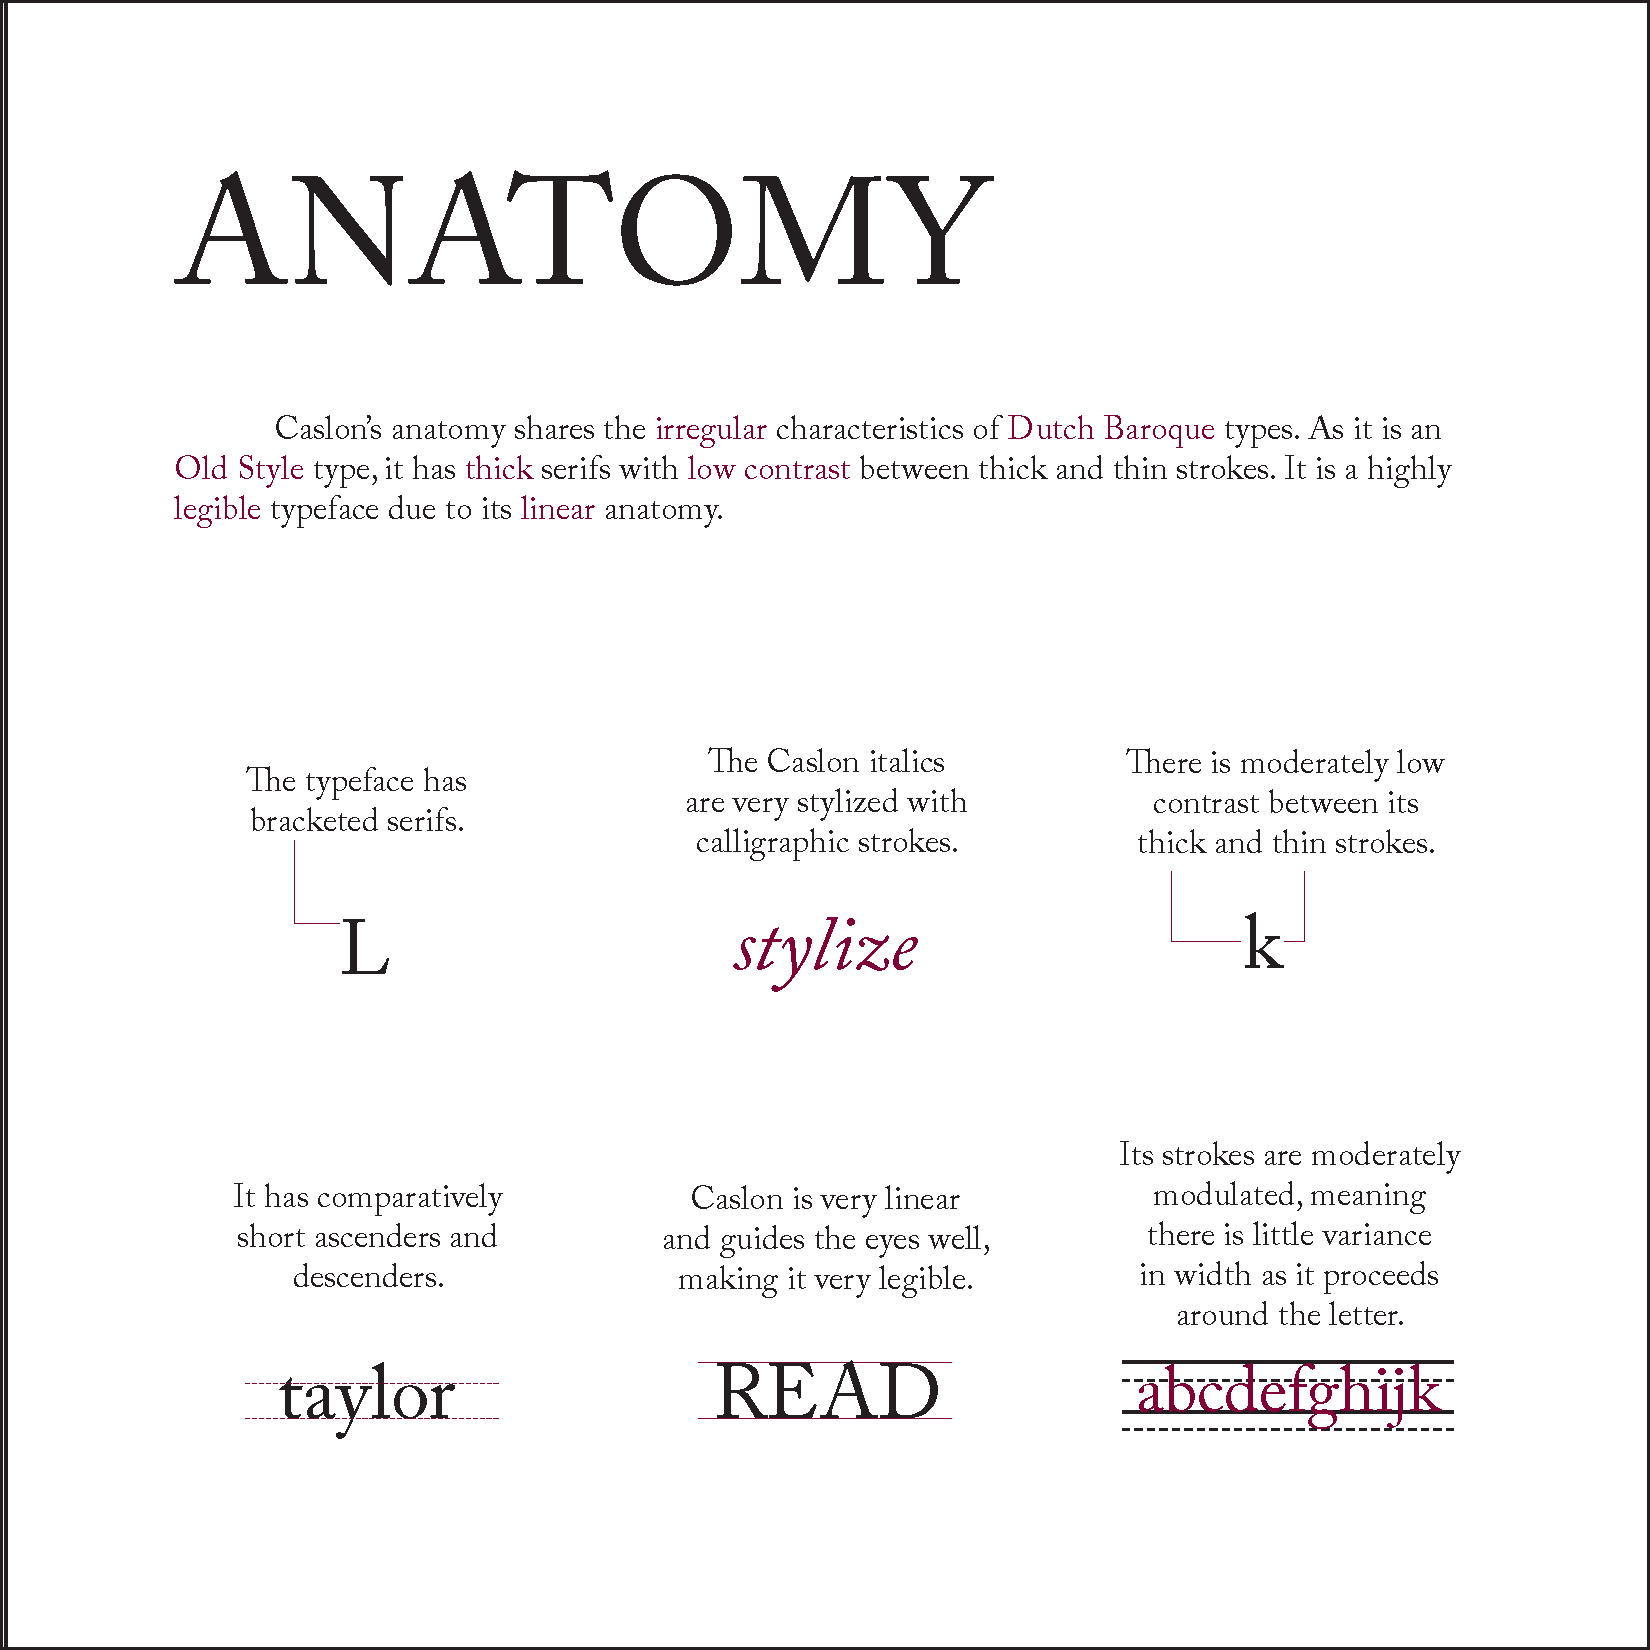 ANATOMY
Caslon’s anatomy shares the irregular characteristics of Dutch Baroque types. As it is an
Old Style type, it has thick serifs with low contrast between thick and thin strokes. It is a highly
legible typeface due to its linear anatomy.
The typeface has
bracketed serifs.
L
The Caslon italics
are very stylized with
calligraphic strokes.
stylize
There is moderately low
contrast between its
thick and thin strokes.
k
It has comparatively
short ascenders and
descenders.
taylor
Caslon is very linear
and guides the eyes well,
making it very legible.
READ
Its strokes are moderately
modulated, meaning
there is little variance
in width as it proceeds
around the letter.
abcdefghijk